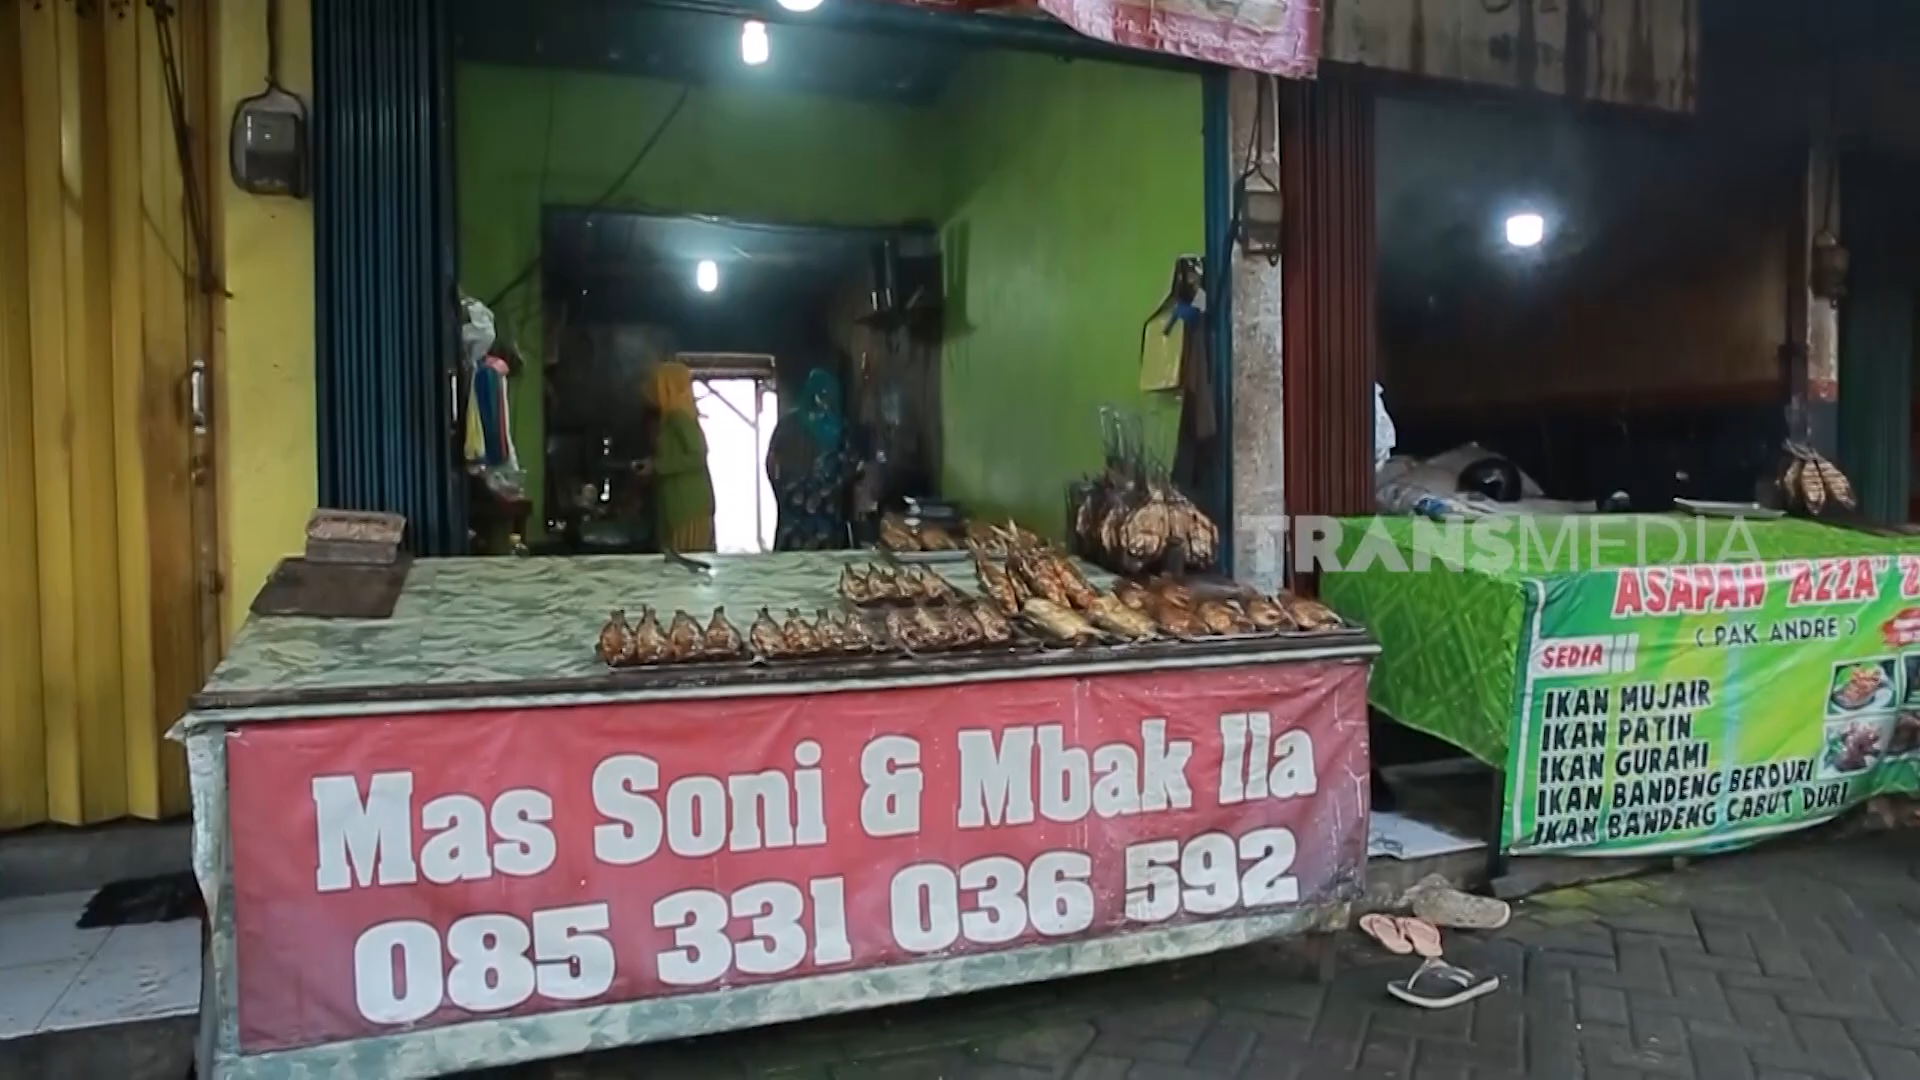 Mas Soni & Mbak Ila
085 331 036 592
TRANSMEDIA
ASAPAN "AZZA"
( PAK ANDRE )
SEDIA
IKAN MUJAIR
IKAN PATIN
IKAN GURAMI
IKAN BANDENG BERDURI
IKAN BANDENG CABUT DURI